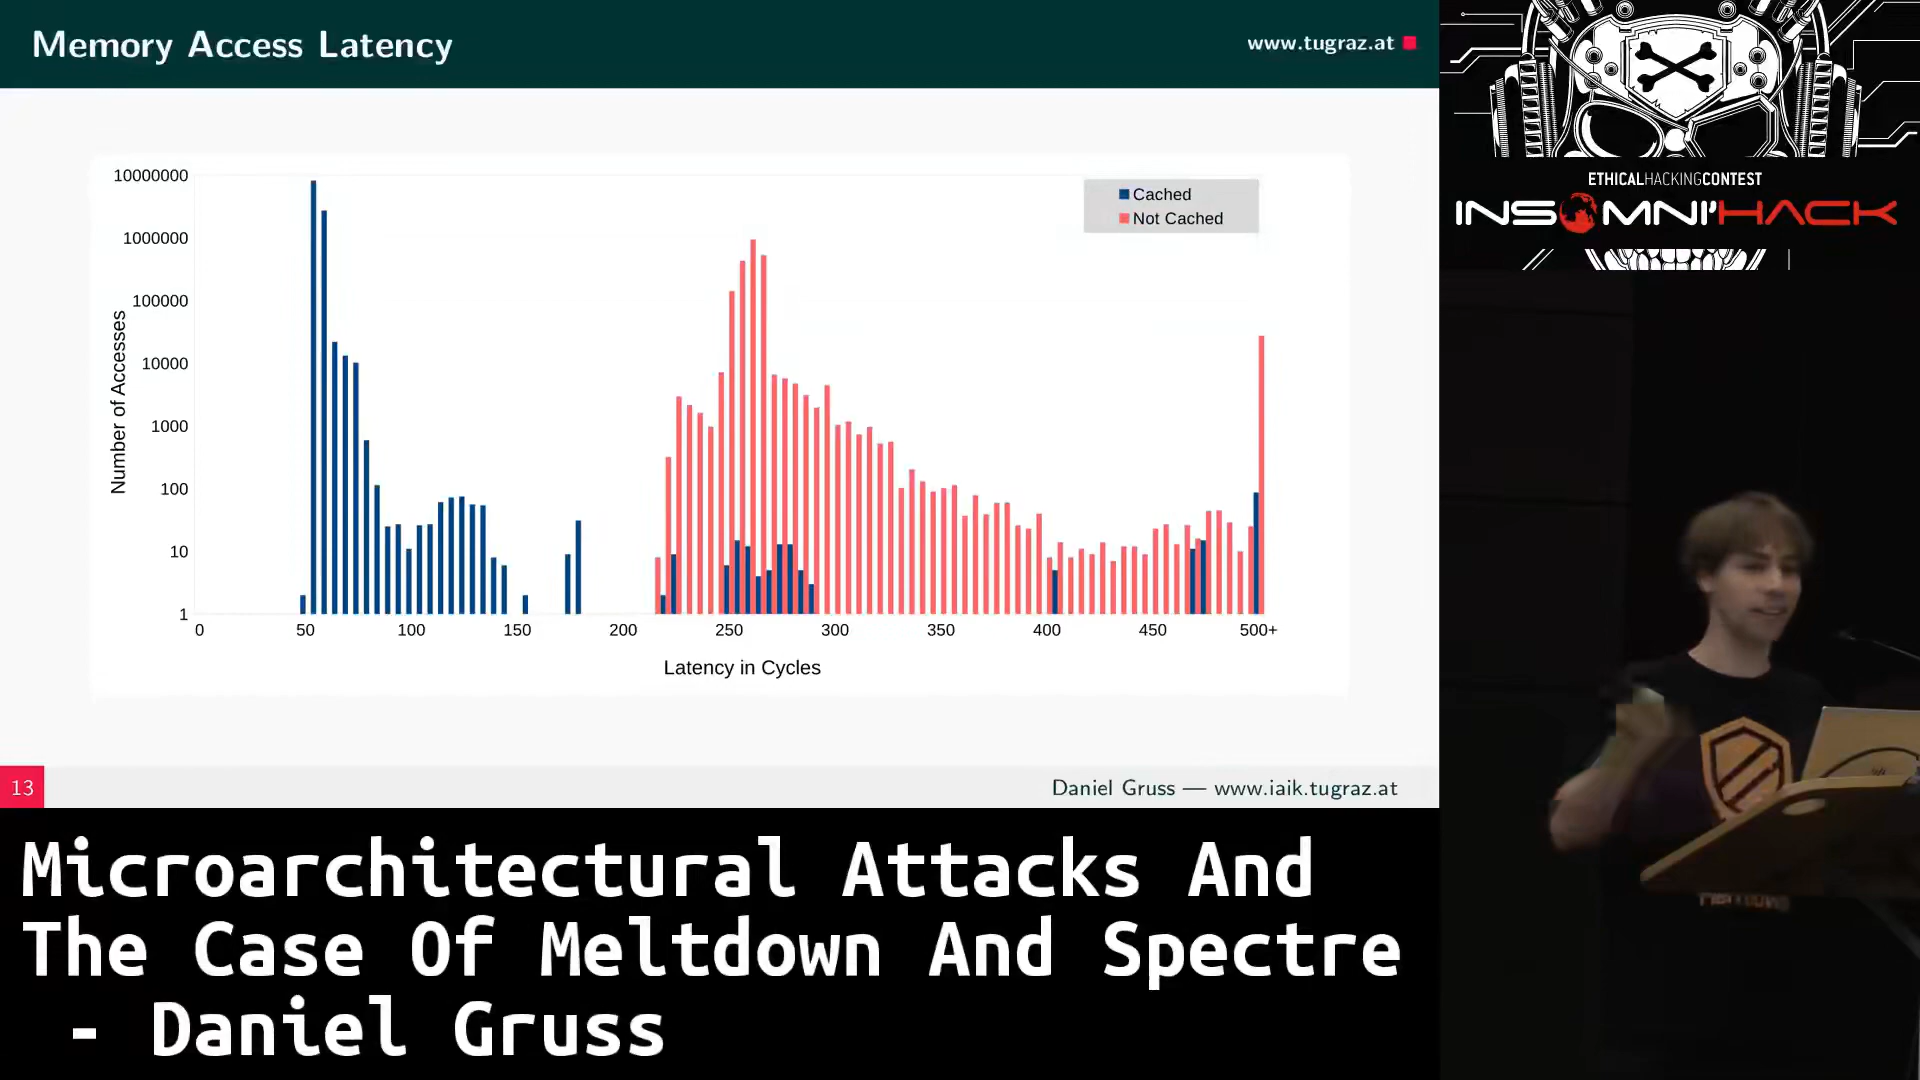 Memory Access Latency
www.tugraz.at
10000000
1000000
100000
10000
1000
100
10
1
Number of Accesses
Cached
Not Cached
0 50 100 150 200 250 300 350 400 450 500+
Latency in Cycles
13
Daniel Gruss — www.iaik.tugraz.at
ETHICALHACKINGCONTEST
INSOMNI'HACK
Microarchitectural Attacks And
The Case Of Meltdown And Spectre
- Daniel Gruss